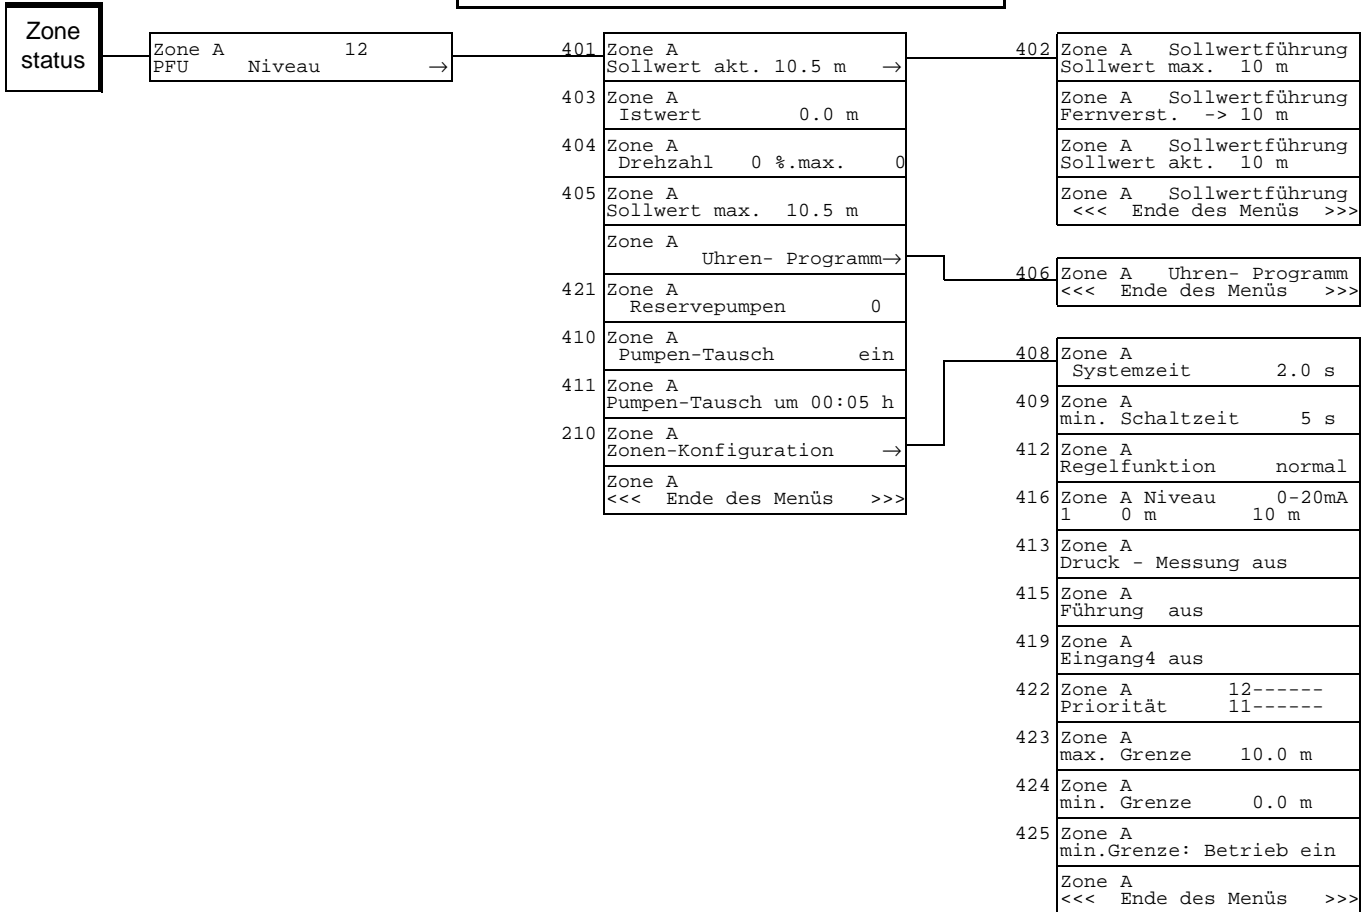 Zone
status
Zone A 12
PFU Niveau →
401 Zone A
Sollwert akt. 10.5 m →
403 Zone A
Istwert 0.0 m
404 Zone A
Drehzahl 0 %.max. 0
405 Zone A
Sollwert max. 10.5 m
Zone A
Uhren- Programm→
421 Zone A
Reservepumpen 0
410 Zone A
Pumpen-Tausch ein
411 Zone A
Pumpen-Tausch um 00:05 h
210 Zone A
Zonen-Konfiguration →
Zone A
<<< Ende des Menüs >>>
402 Zone A Sollwertführung
Sollwert max. 10 m
Zone A Sollwertführung
Fernverst. -> 10 m
Zone A Sollwertführung
Sollwert akt. 10 m
Zone A Sollwertführung
<<< Ende des Menüs >>>
406 Zone A Uhren- Programm
<<< Ende des Menüs >>>
408 Zone A
Systemzeit 2.0 s
409 Zone A
min. Schaltzeit 5 s
412 Zone A
Regelfunktion normal
416 Zone A Niveau 0-20mA
1 0 m 10 m
413 Zone A
Druck - Messung aus
415 Zone A
Führung aus
419 Zone A
Eingang4 aus
422 Zone A 12------
Priorität 11------
423 Zone A
max. Grenze 10.0 m
424 Zone A
min. Grenze 0.0 m
425 Zone A
min.Grenze: Betrieb ein
Zone A
<<< Ende des Menüs >>>